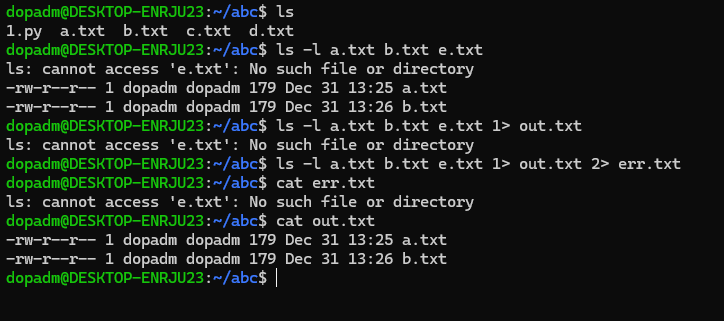 dopadm@DESKTOP-ENRJU23:~/abc$ ls
1.py  a.txt  b.txt  c.txt  d.txt
dopadm@DESKTOP-ENRJU23:~/abc$ ls -l a.txt b.txt e.txt
ls: cannot access 'e.txt': No such file or directory
-rw-r--r-- 1 dopadm dopadm 179 Dec 31 13:25 a.txt
-rw-r--r-- 1 dopadm dopadm 179 Dec 31 13:26 b.txt
dopadm@DESKTOP-ENRJU23:~/abc$ ls -l a.txt b.txt e.txt 1> out.txt
ls: cannot access 'e.txt': No such file or directory
dopadm@DESKTOP-ENRJU23:~/abc$ ls -l a.txt b.txt e.txt 1> out.txt 2> err.txt
dopadm@DESKTOP-ENRJU23:~/abc$ cat err.txt
ls: cannot access 'e.txt': No such file or directory
dopadm@DESKTOP-ENRJU23:~/abc$ cat out.txt
-rw-r--r-- 1 dopadm dopadm 179 Dec 31 13:25 a.txt
-rw-r--r-- 1 dopadm dopadm 179 Dec 31 13:26 b.txt
dopadm@DESKTOP-ENRJU23:~/abc$